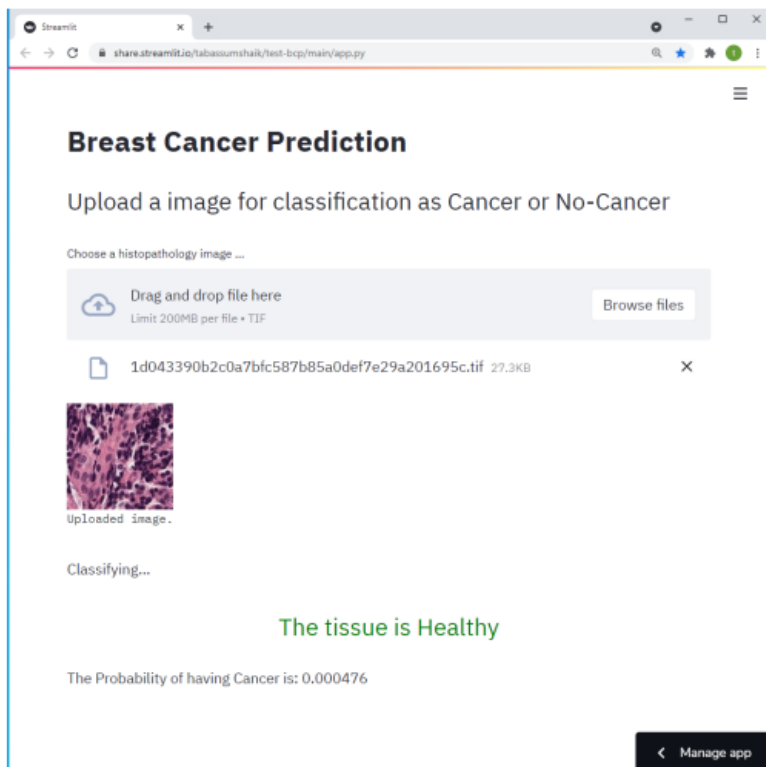 Streamlit
share.streamlit.io/tabassumshaik/test-bcp/main/app.py
Breast Cancer Prediction
Upload a image for classification as Cancer or No-Cancer
Choose a histopathology image ...
Drag and drop file here
Limit 200MB per file • TIF
Browse files
1d043390b2c0a7bfc587b85a0def7e29a201695c.tif 27.3KB
Uploaded image.
Classifying...
The tissue is Healthy
The Probability of having Cancer is: 0.000476
Manage app